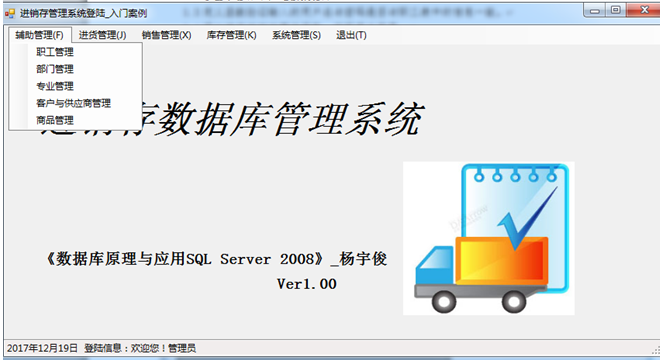 进销存管理系统登陆_入门案例
辅助管理(F) 进货管理(J) 销售管理(X) 库存管理(K) 系统管理(S) 退出(T)
职工管理
部门管理
专业管理
客户与供应商管理
商品管理
进销存数据库管理系统
《数据库原理与应用SQL Server 2008》_杨宇俊
Ver1.00
2017年12月19日 登陆信息：欢迎您！管理员